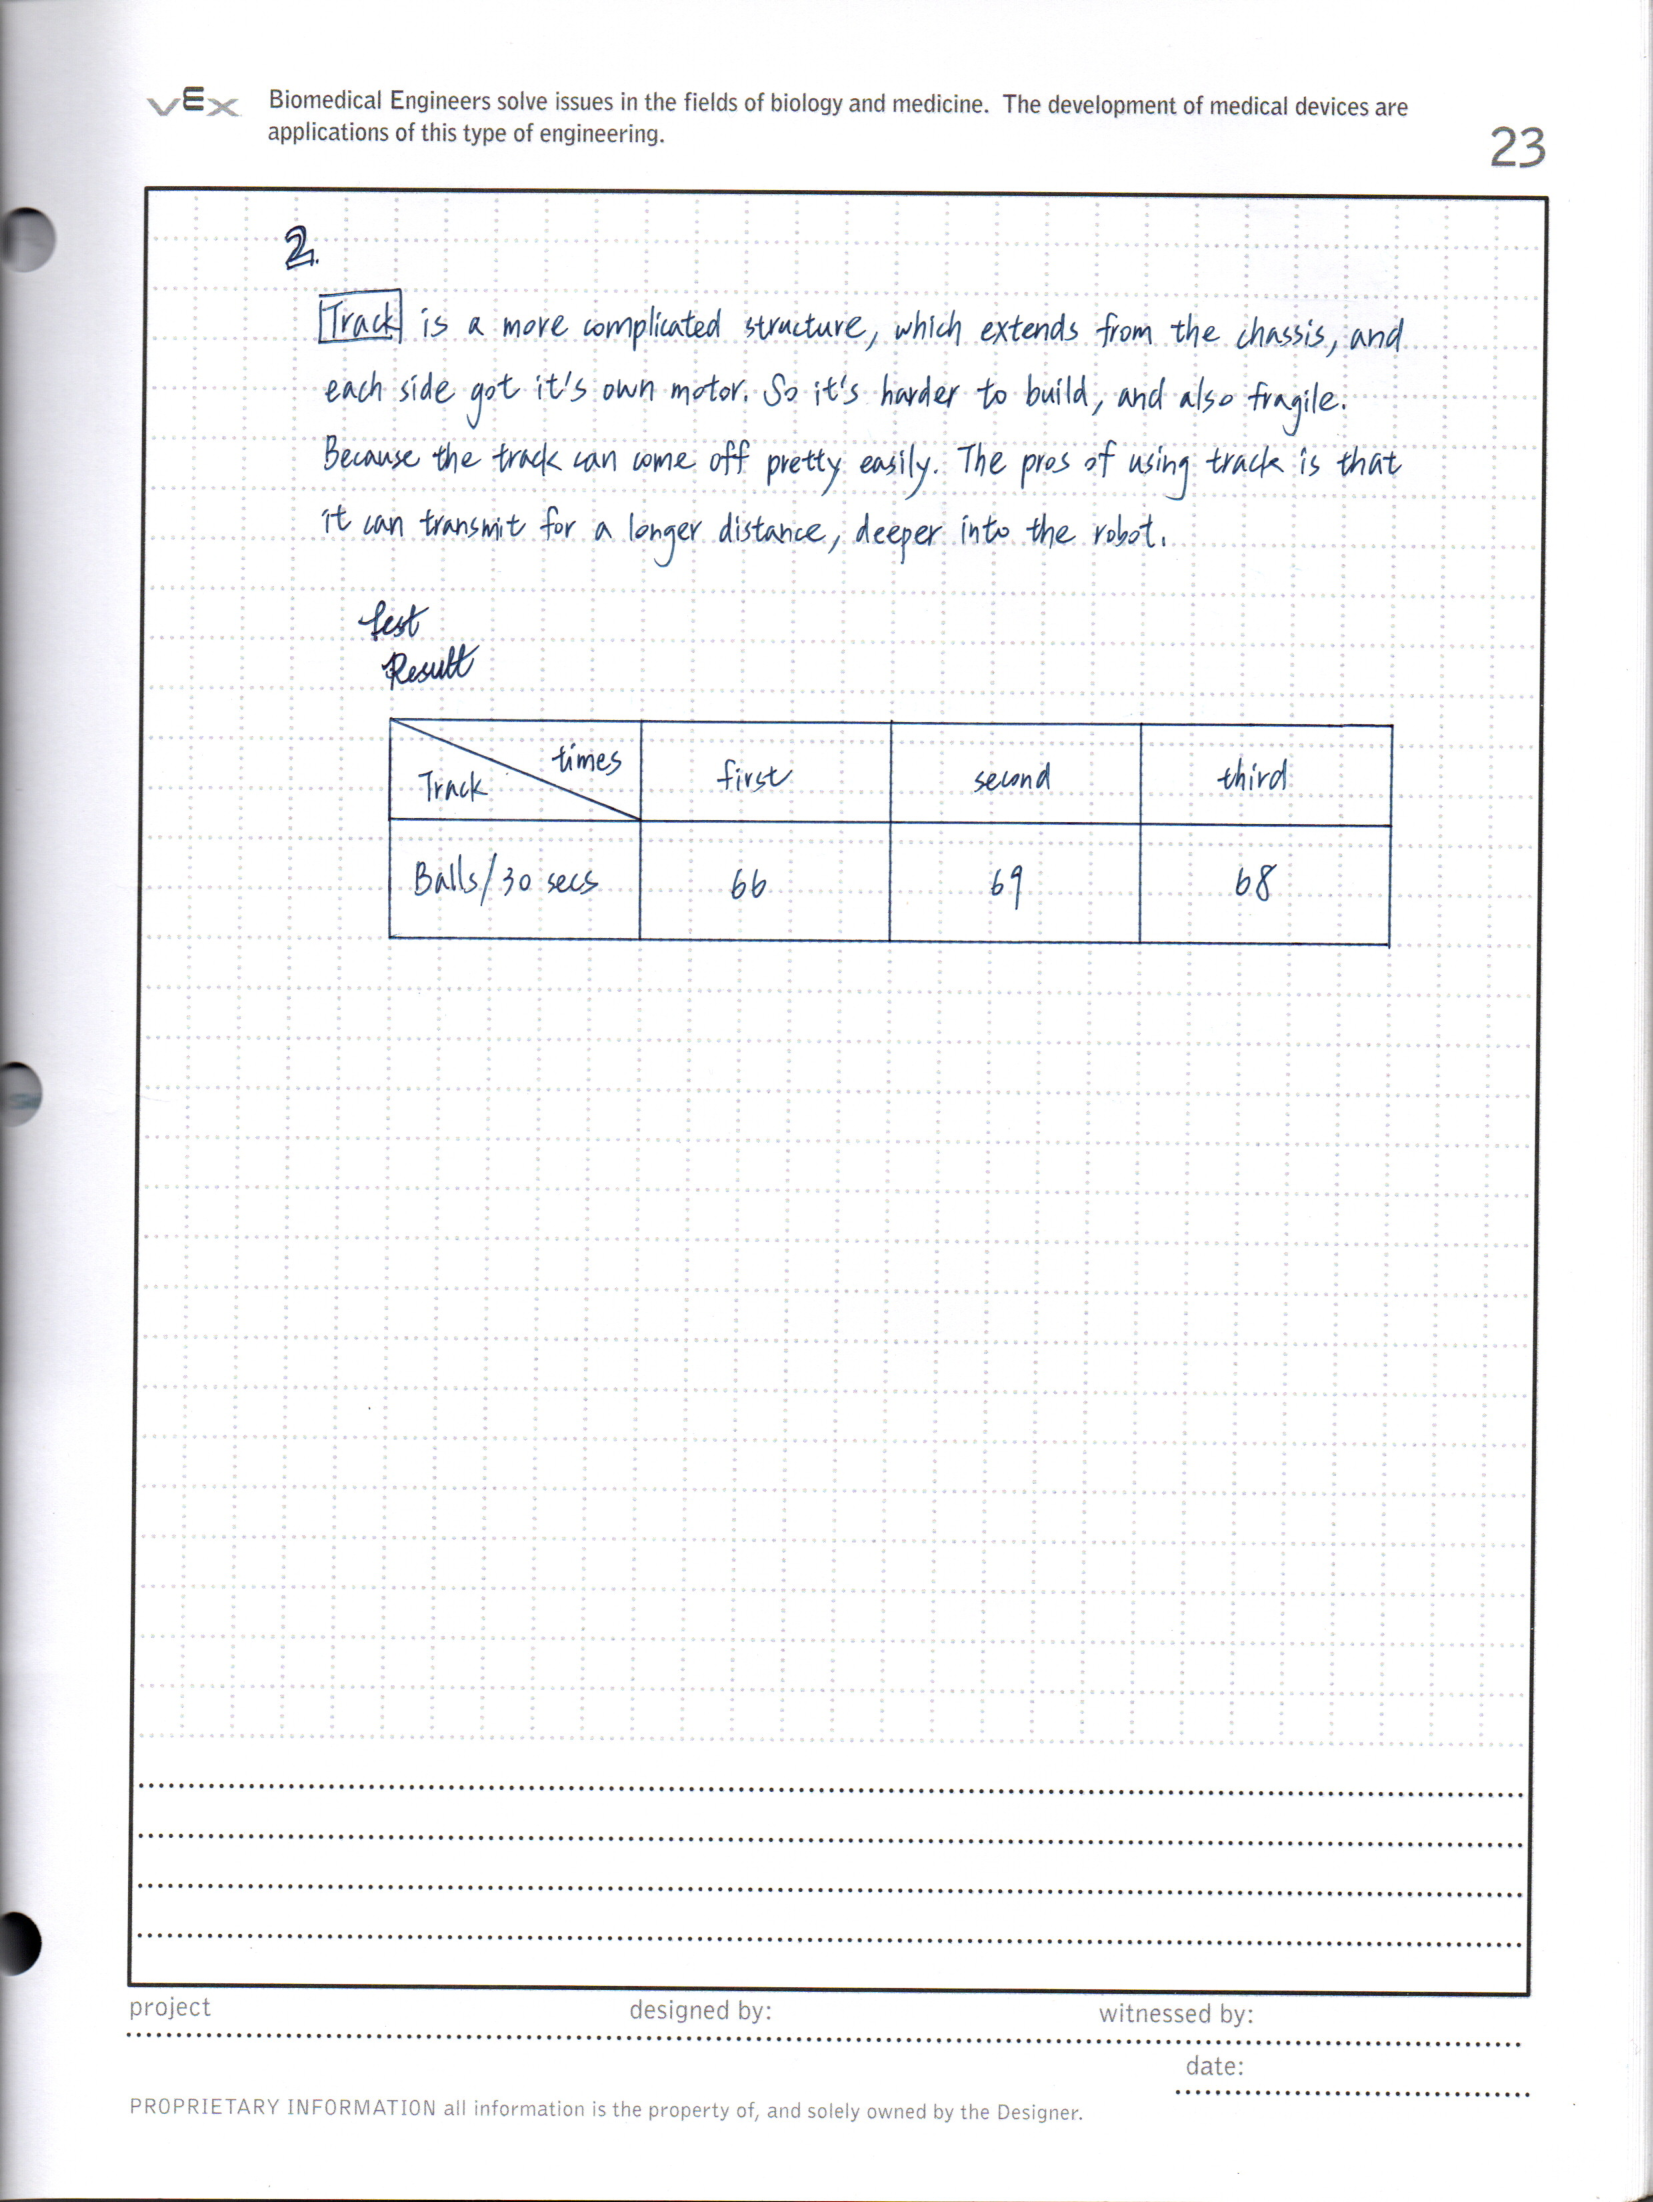 VEX Biomedical Engineers solve issues in the fields of biology and medicine. The development of medical devices are
applications of this type of engineering.
23
2.
Track is a more complicated structure, which extends from the chassis, and
each side got it's own motor. So it's harder to build, and also fragile.
Because the track can come off pretty easily. The pros of using track is that
it can transmit for a longer distance, deeper into the robot.
Test
Result
times
Track first second third
Balls/30 secs 66 69 68
project designed by: witnessed by:
date:
PROPRIETARY INFORMATION all information is the property of, and solely owned by the Designer.